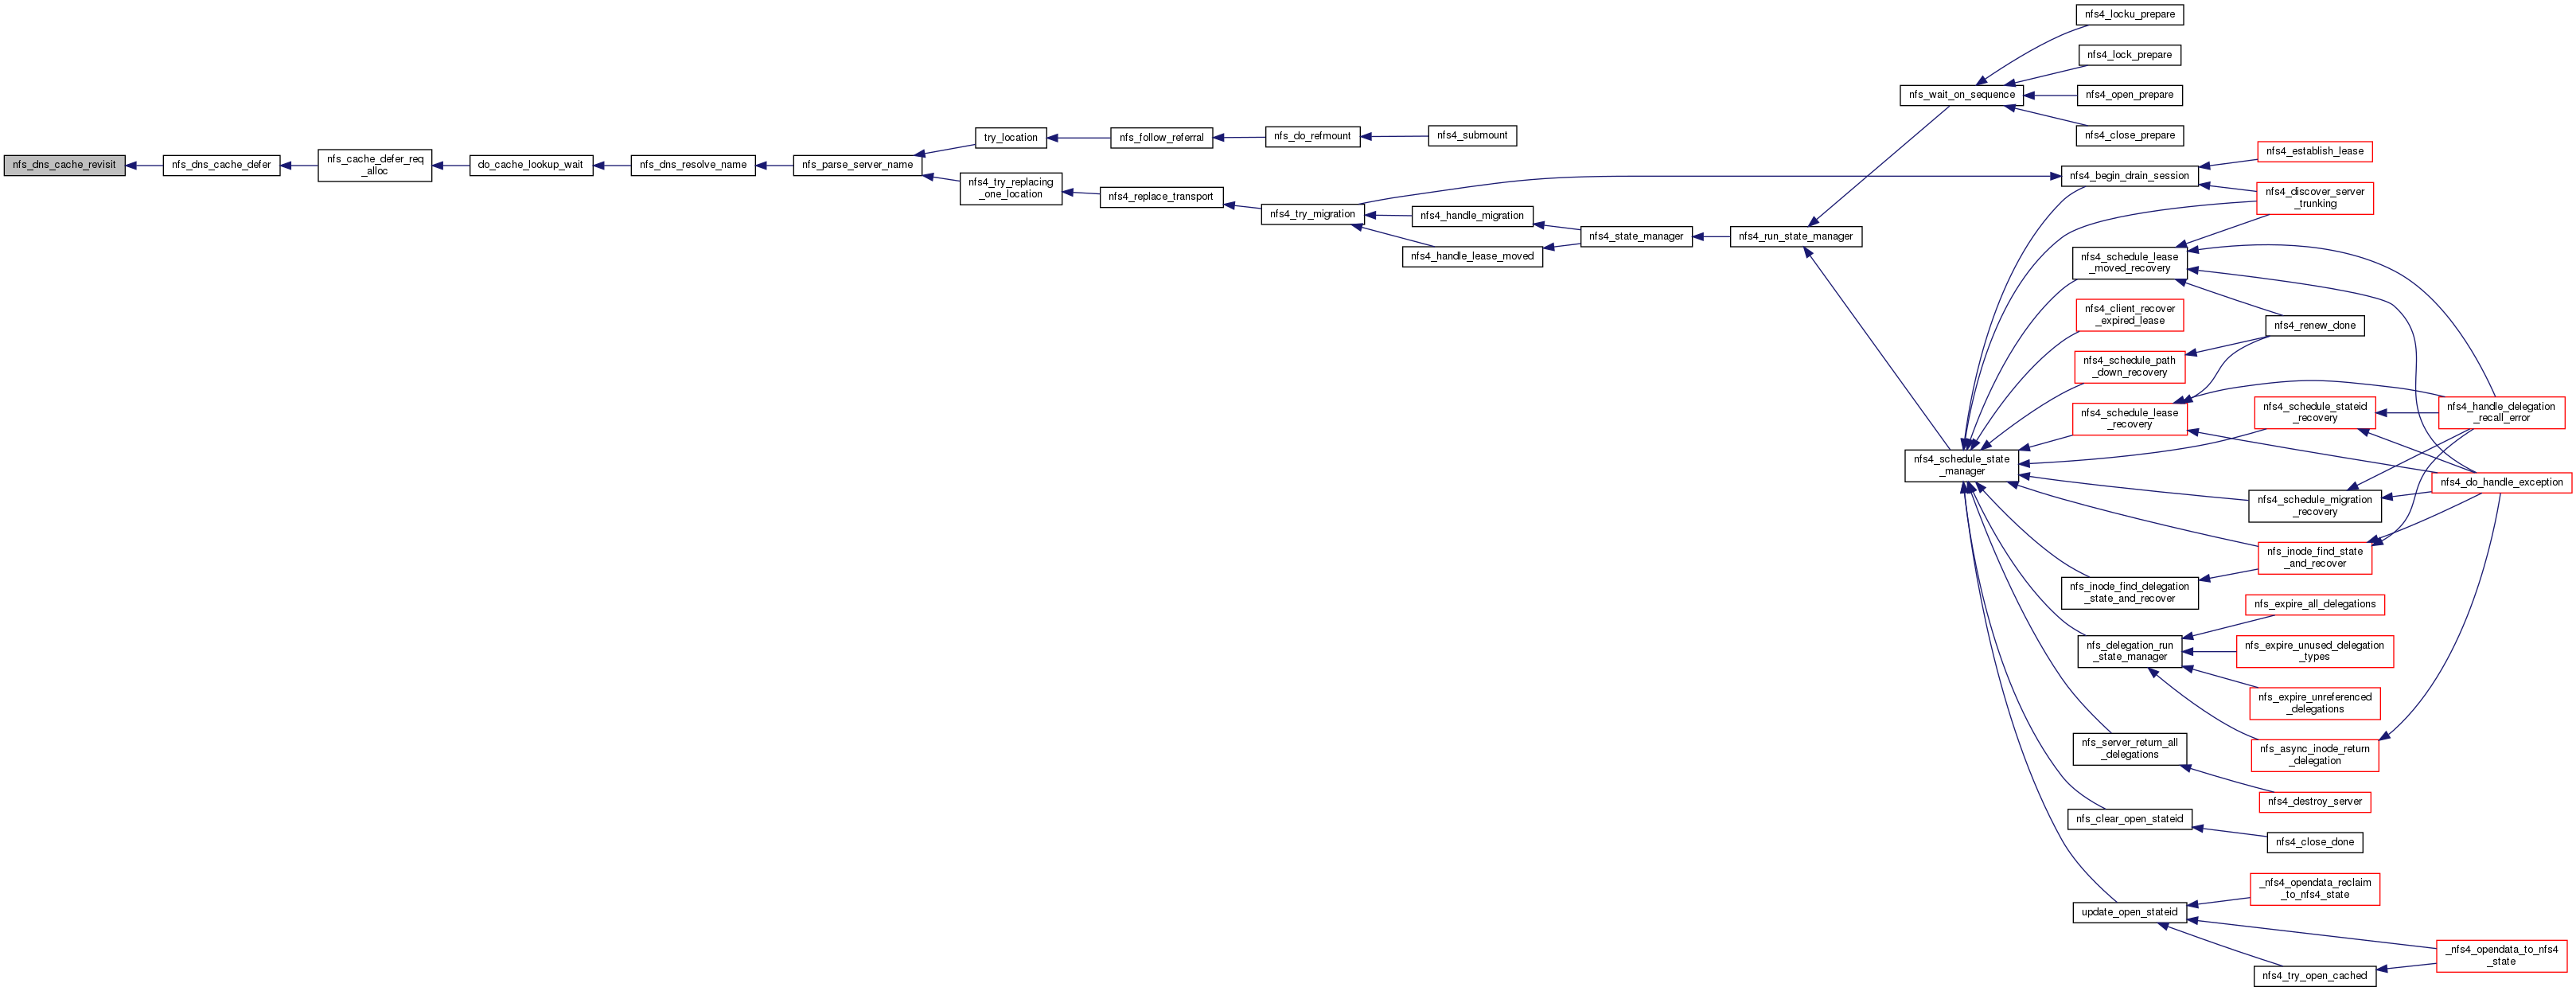 nfs_dns_cache_revisit
nfs_dns_cache_defer
nfs_cache_defer_req
_alloc
do_cache_lookup_wait
nfs_dns_resolve_name
nfs_parse_server_name
try_location
nfs_follow_referral
nfs_do_refmount
nfs4_submount
nfs4_try_replacing
_one_location
nfs4_replace_transport
nfs4_try_migration
nfs4_handle_migration
nfs4_handle_lease_moved
nfs4_state_manager
nfs4_run_state_manager
nfs_wait_on_sequence
nfs4_locku_prepare
nfs4_lock_prepare
nfs4_open_prepare
nfs4_close_prepare
nfs4_schedule_state
_manager
nfs4_begin_drain_session
nfs4_establish_lease
nfs4_discover_server
_trunking
nfs4_schedule_lease
_moved_recovery
nfs4_client_recover
_expired_lease
nfs4_renew_done
nfs4_schedule_path
_down_recovery
nfs4_schedule_lease
_recovery
nfs4_schedule_stateid
_recovery
nfs4_handle_delegation
_recall_error
nfs4_do_handle_exception
nfs4_schedule_migration
_recovery
nfs_inode_find_state
_and_recover
nfs_inode_find_delegation
_state_and_recover
nfs_expire_all_delegations
nfs_delegation_run
_state_manager
nfs_expire_unused_delegation
_types
nfs_expire_unreferenced
_delegations
nfs_async_inode_return
_delegation
nfs_server_return_all
_delegations
nfs4_destroy_server
nfs_clear_open_stateid
nfs4_close_done
_nfs4_opendata_reclaim
_to_nfs4_state
update_open_stateid
_nfs4_opendata_to_nfs4
_state
nfs4_try_open_cached